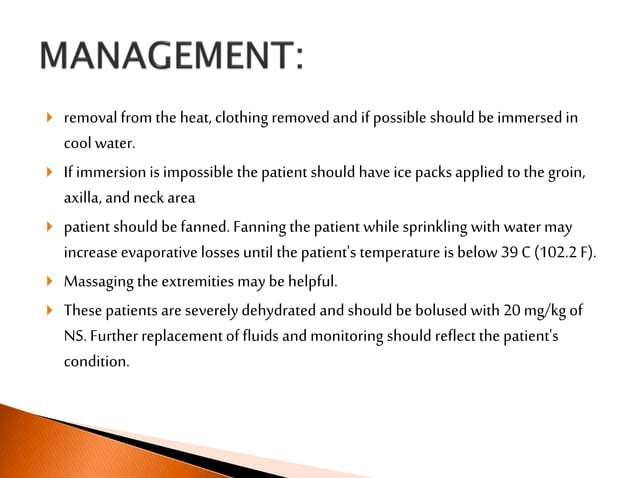 MANAGEMENT:
removal from the heat, clothing removed and if possible should be immersed in
cool water.
If immersion is impossible the patient should have ice packs applied to the groin,
axilla, and neck area
patient should be fanned. Fanning the patient while sprinkling with water may
increase evaporative losses until the patient's temperature is below 39 C (102.2 F).
Massaging the extremities may be helpful.
These patients are severely dehydrated and should be bolused with 20 mg/kg of
NS. Further replacement of fluids and monitoring should reflect the patient's
condition.